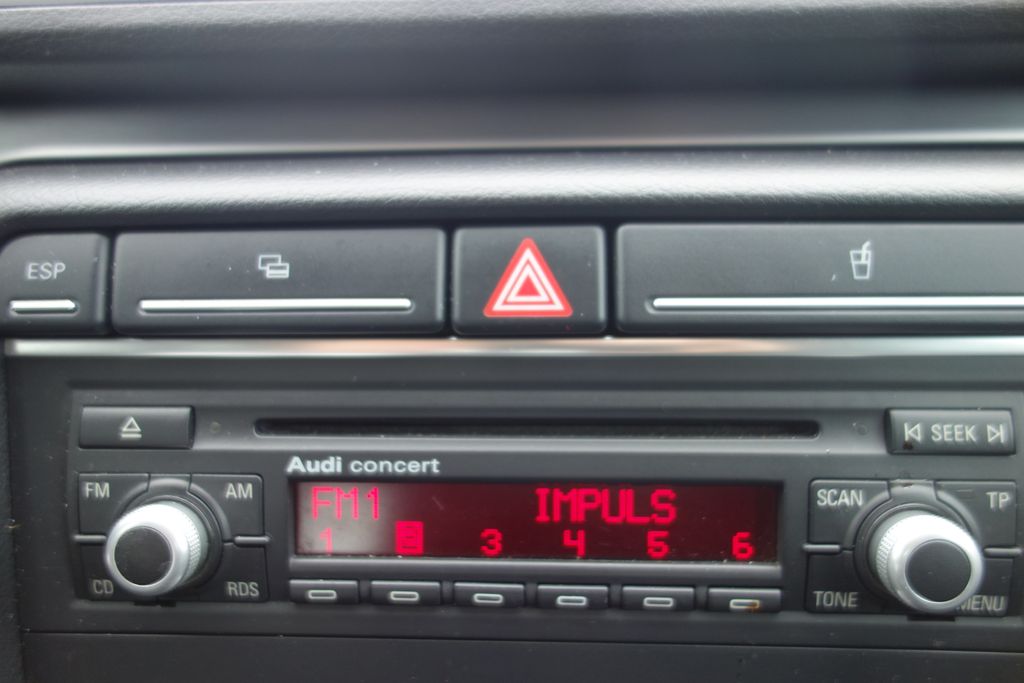 ESP
Audi concert
SEEK
FM
AM
CD
RDS
FM1 IMPULS
1 2 3 4 5 6
SCAN
TP
TONE
MENU